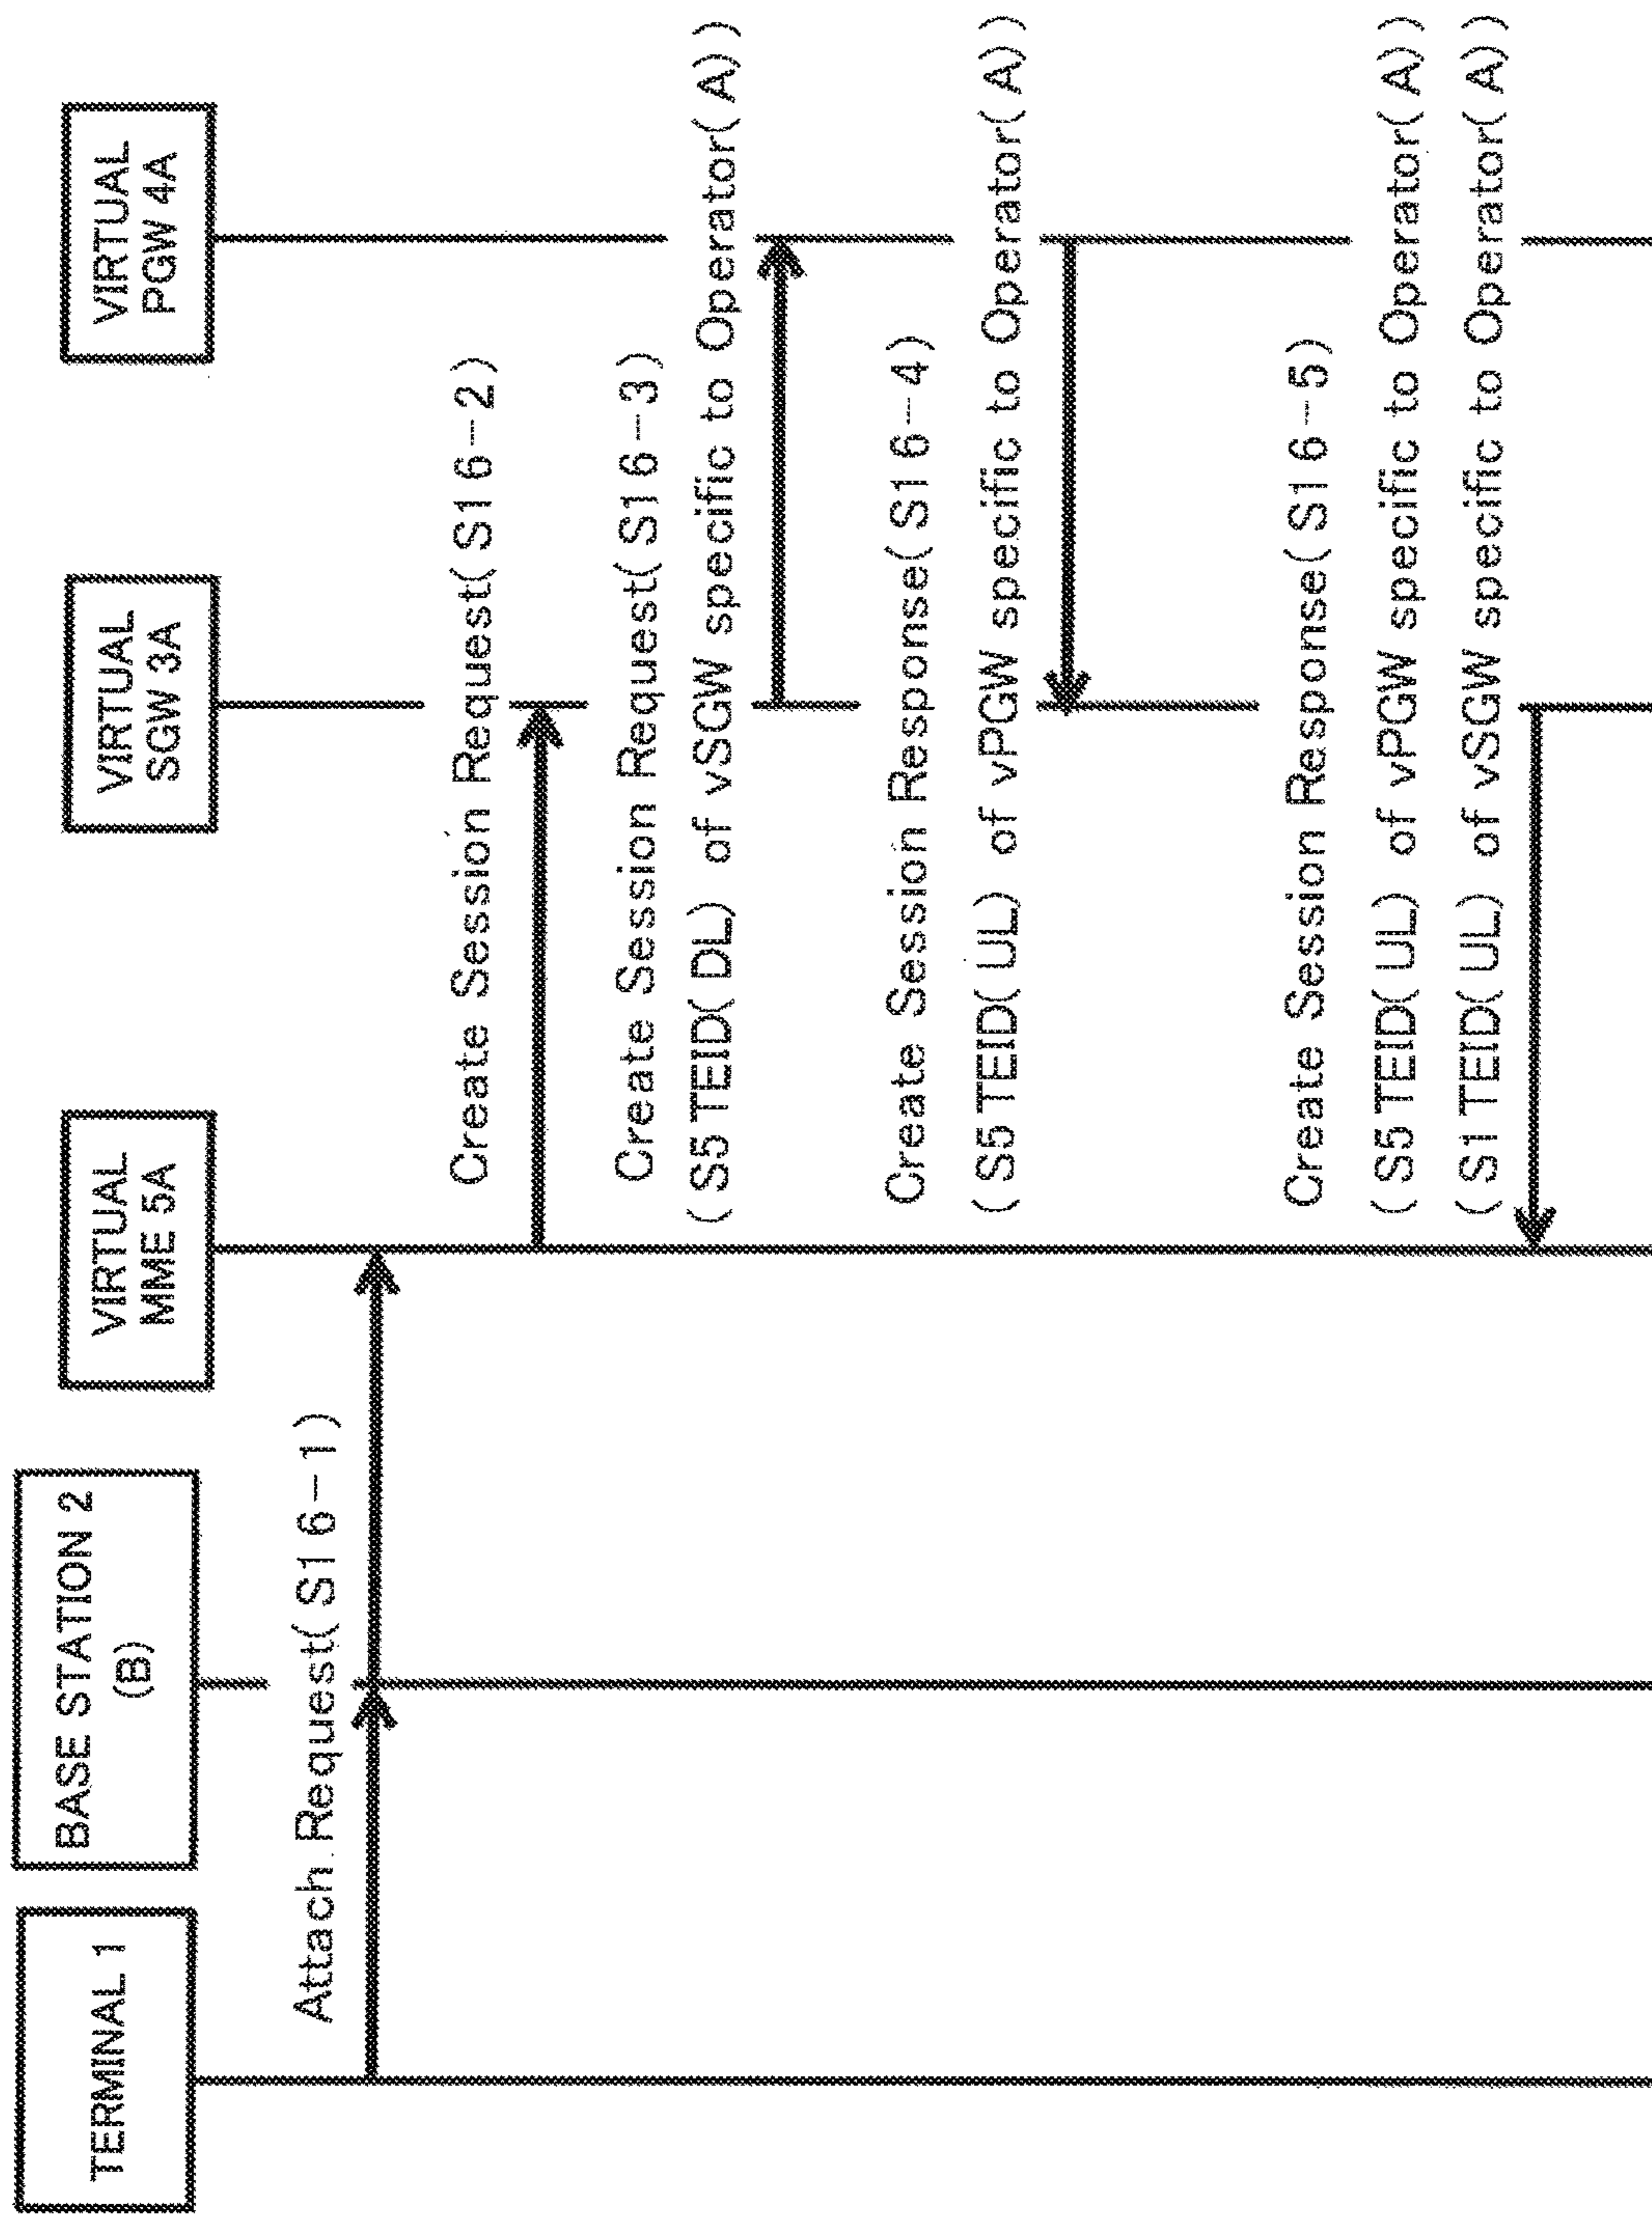 TERMINAL 1
BASE STATION 2
(B)
VIRTUAL
MME 5A
VIRTUAL
SGW 3A
VIRTUAL
PGW 4A
Attach Request(S16-1)
Create Session Request(S16-2)
Create Session Request(S16-3)
(S5 TEID(DL) of vSGW specific to Operator(A))
Create Session Response(S16-4)
(S5 TEID(UL) of vPGW specific to Operator(A))
Create Session Response(S16-5)
(S5 TEID(UL) of vPGW specific to Operator(A))
(S1 TEID(UL) of vSGW specific to Operator(A))